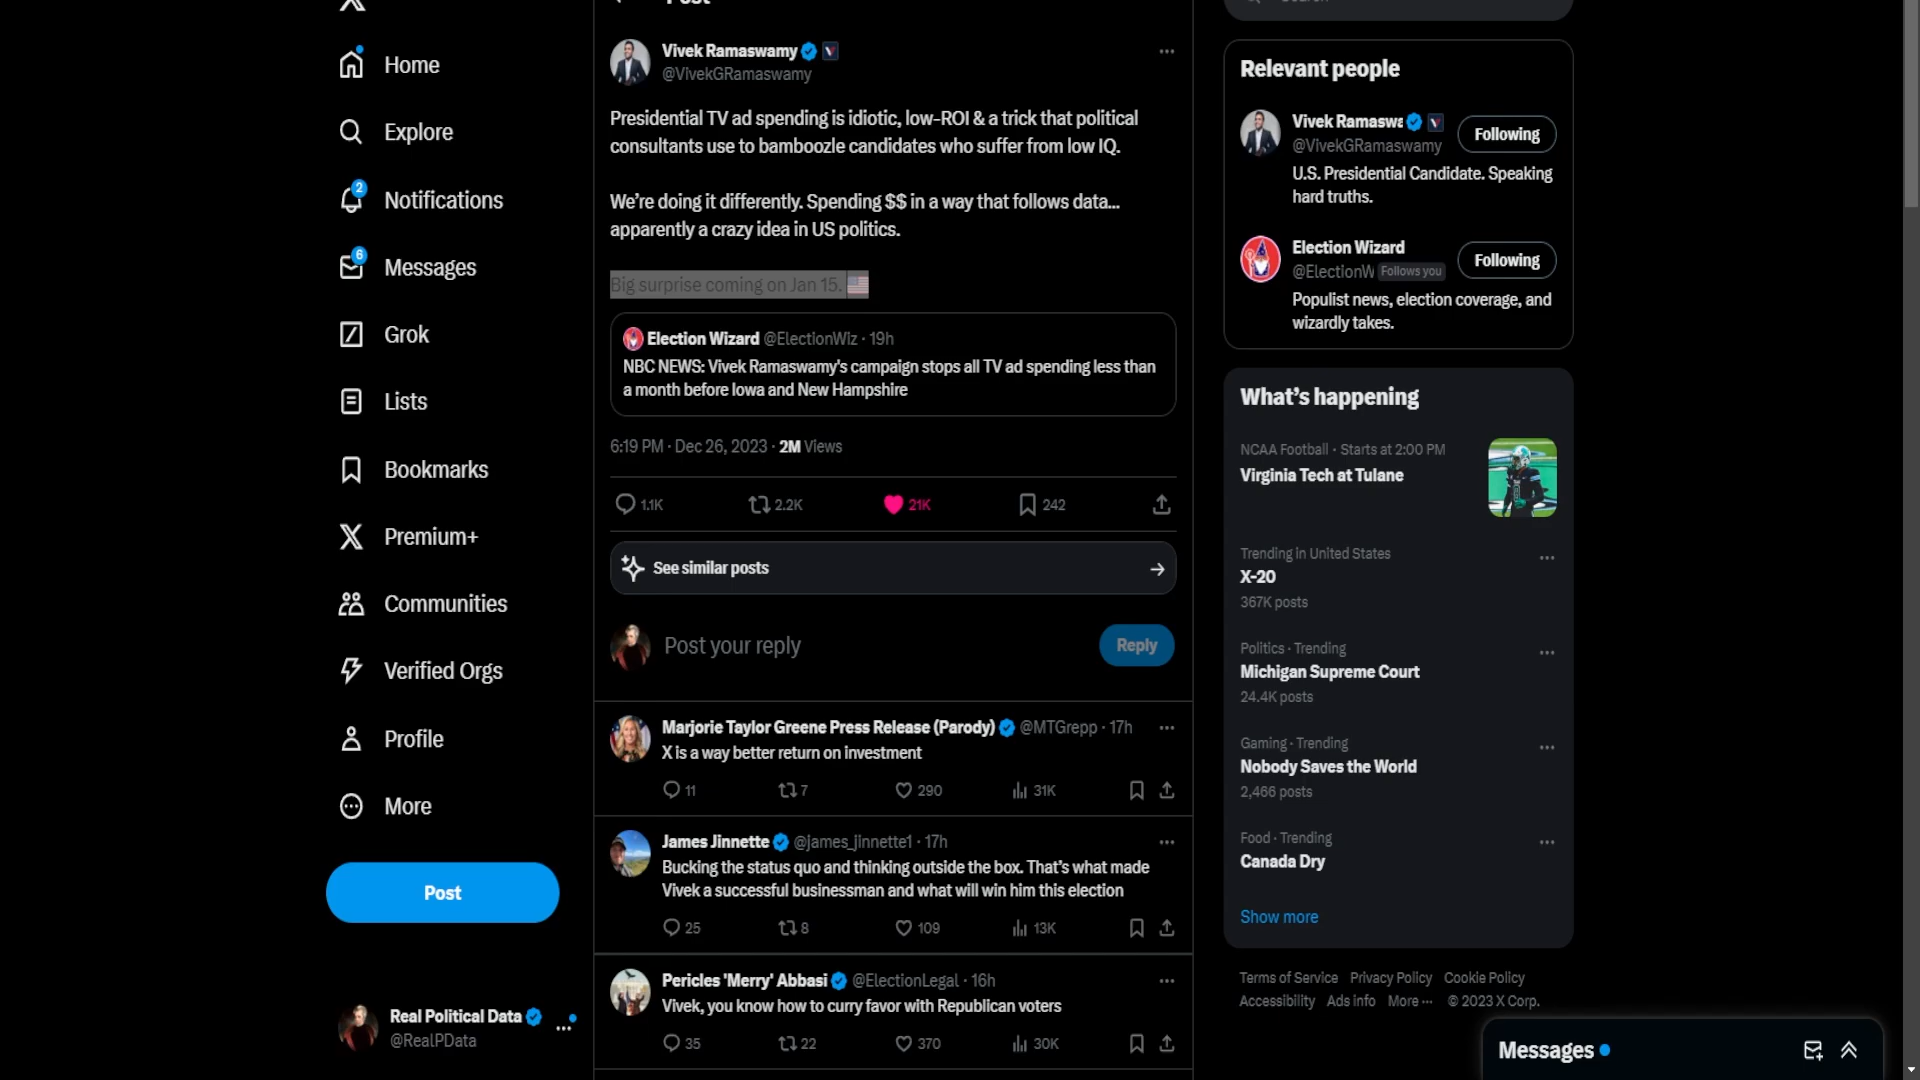 Post
Search
Home
Explore
2
Notifications
6
Messages
Grok
Lists
Bookmarks
Premium+
Communities
Verified Orgs
Profile
More
Post
Real Political Data
@RealPData
Vivek Ramaswamy
@VivekGRamaswamy
Presidential TV ad spending is idiotic, low-ROI & a trick that political
consultants use to bamboozle candidates who suffer from low IQ.
We’re doing it differently. Spending $$ in a way that follows data...
apparently a crazy idea in US politics.
Big surprise coming on Jan 15.
Election Wizard @ElectionWiz · 19h
NBC NEWS: Vivek Ramaswamy's campaign stops all TV ad spending less than
a month before Iowa and New Hampshire
6:19 PM · Dec 26, 2023 · 2M Views
1.1K 2.2K 21K 242
See similar posts
Post your reply
Reply
Marjorie Taylor Greene Press Release (Parody) @MTGrepp · 17h
X is a way better return on investment
11 7 290 31K
James Jinnette @james_jinnette1 · 17h
Bucking the status quo and thinking outside the box. That’s what made
Vivek a successful businessman and what will win him this election
25 8 109 13K
Pericles 'Merry' Abbasi @ElectionLegal · 16h
Vivek, you know how to curry favor with Republican voters
35 22 370 30K
Relevant people
Vivek Ramaswa
@VivekGRamaswamy
Following
U.S. Presidential Candidate. Speaking
hard truths.
Election Wizard
@ElectionW Follows you
Following
Populist news, election coverage, and
wizardly takes.
What’s happening
NCAA Football · Starts at 2:00 PM
Virginia Tech at Tulane
Trending in United States
X-20
367K posts
Politics · Trending
Michigan Supreme Court
24.4K posts
Gaming · Trending
Nobody Saves the World
2,466 posts
Food · Trending
Canada Dry
Show more
Terms of Service Privacy Policy Cookie Policy
Accessibility Ads info More ··· © 2023 X Corp.
Messages